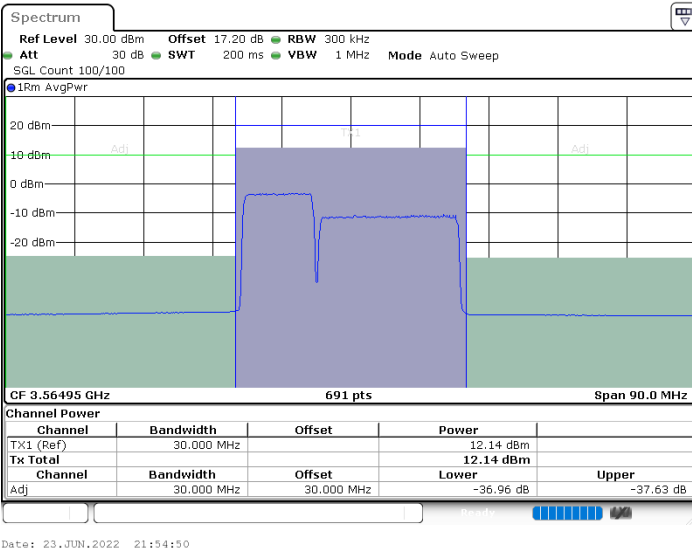 Spectrum
Ref Level 30.00 dBm Offset 17.20 dB RBW 300 kHz
Att 30 dB SWT 200 ms VBW 1 MHz Mode Auto Sweep
SGL Count 100/100
1Rm AvgPwr
20 dBm
TX1
Adj Adj
10 dBm
0 dBm
-10 dBm
-20 dBm
CF 3.56495 GHz 691 pts Span 90.0 MHz
Channel Power
Channel Bandwidth Offset Power
TX1 (Ref) 30.000 MHz 12.14 dBm
Tx Total 12.14 dBm
Channel Bandwidth Offset Lower Upper
Adj 30.000 MHz 30.000 MHz -36.96 dB -37.63 dB
Ready
Date: 23.JUN.2022 21:54:50